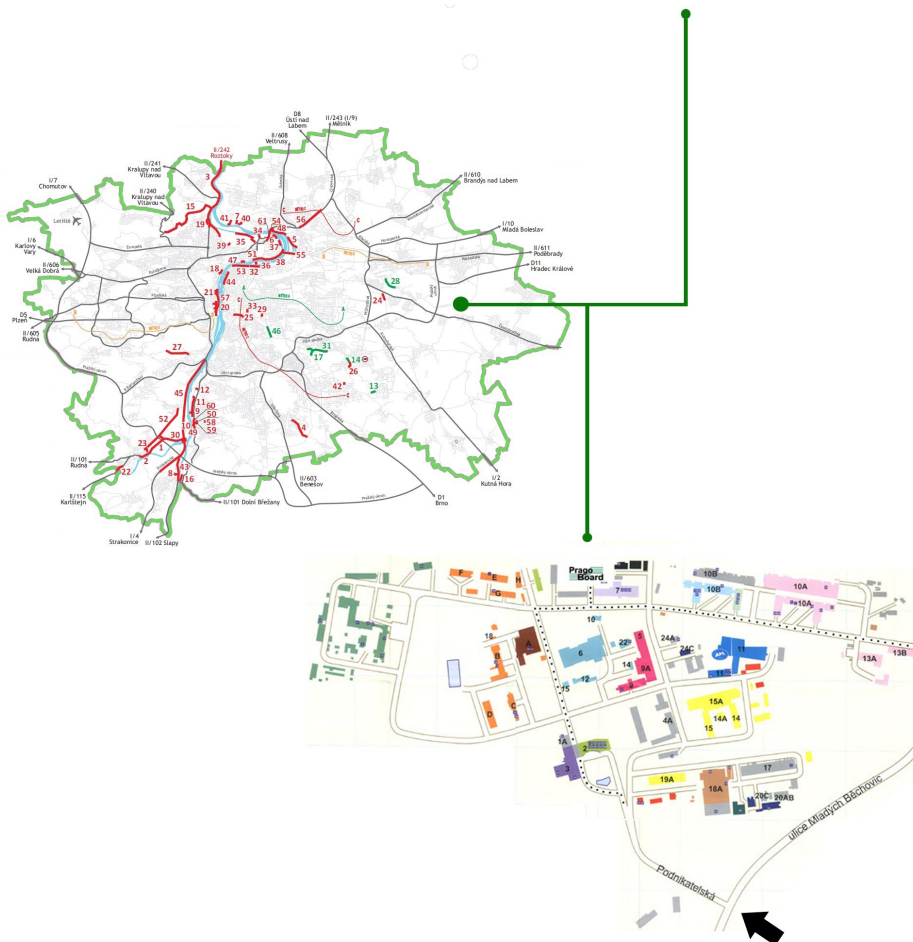 D8
Ústí nad
Labem
II/243 (I/9)
Mělník
II/608
Veltrusy
II/242
Roztoky
II/241
Kralupy nad
Vltavou
II/240
Kralupy nad
Vltavou
I/7
Chomutov
Letiště
I/6
Karlovy
Vary
II/606
Velká Dobrá
D5
Plzeň
II/605
Rudná
II/610
Brandýs nad Labem
I/10
Mladá Boleslav
II/611
Poděbrady
D11
Hradec Králové
3
15
19
41
7
40
61
54
48
56
34
6
5
39
35
37
51
55
47
38
18
53
32
36
44
28
21
24
57
20
33
29
25
46
27
31
17
14
26
42
13
45
12
11
60
9
50
52
10
58
49
59
4
30
23
1
2
22
43
8
16
II/101
Rudná
II/115
Karlštejn
I/4
Strakonice
II/102 Slapy
II/101 Dolní Břežany
II/603
Benešov
D1
Brno
I/2
Kutná Hora
Prago
Board
F
E
H
G
7
10B
10B
10A
10A
18
B
A
10
6
22
5
24A
24C
11
11
13A
13B
14
9A
12
15
D
C
15A
14A
14
15
4A
1A
2
3
19A
18A
17
20C
20AB
ulice Mladých Běchovic
Podnikatelská